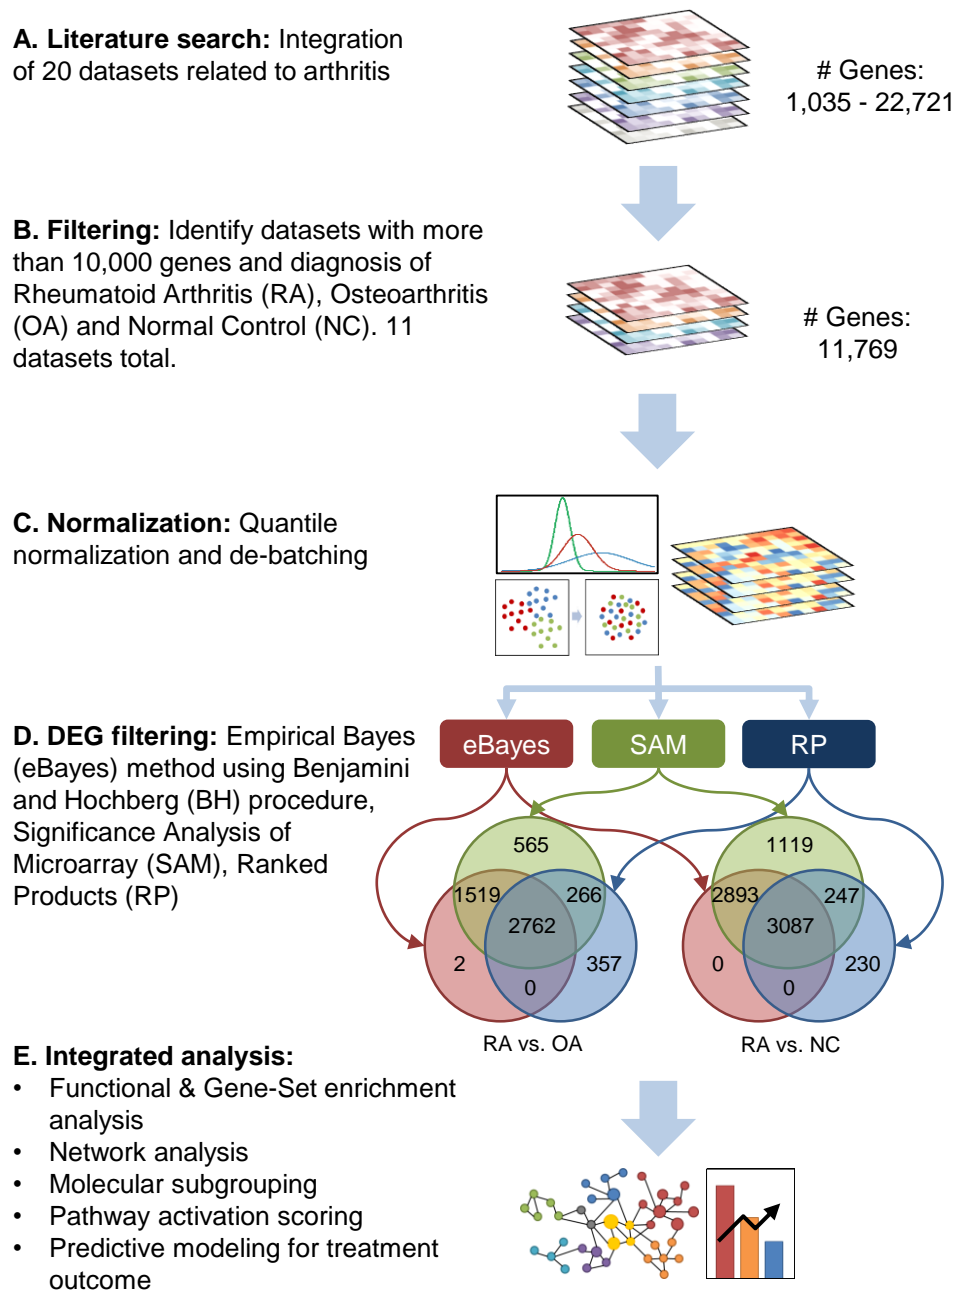 A. Literature search: Integration
of 20 datasets related to arthritis
# Genes:
1,035 - 22,721
B. Filtering: Identify datasets with more
than 10,000 genes and diagnosis of
Rheumatoid Arthritis (RA), Osteoarthritis
(OA) and Normal Control (NC). 11
datasets total.
# Genes:
11,769
C. Normalization: Quantile
normalization and de-batching
D. DEG filtering: Empirical Bayes
(eBayes) method using Benjamini
and Hochberg (BH) procedure,
Significance Analysis of
Microarray (SAM), Ranked
Products (RP)
eBayes
SAM
RP
565
1519
266
2762
2
357
0
RA vs. OA
1119
2893
247
3087
0
230
0
RA vs. NC
E. Integrated analysis:
• Functional & Gene-Set enrichment
analysis
• Network analysis
• Molecular subgrouping
• Pathway activation scoring
• Predictive modeling for treatment
outcome